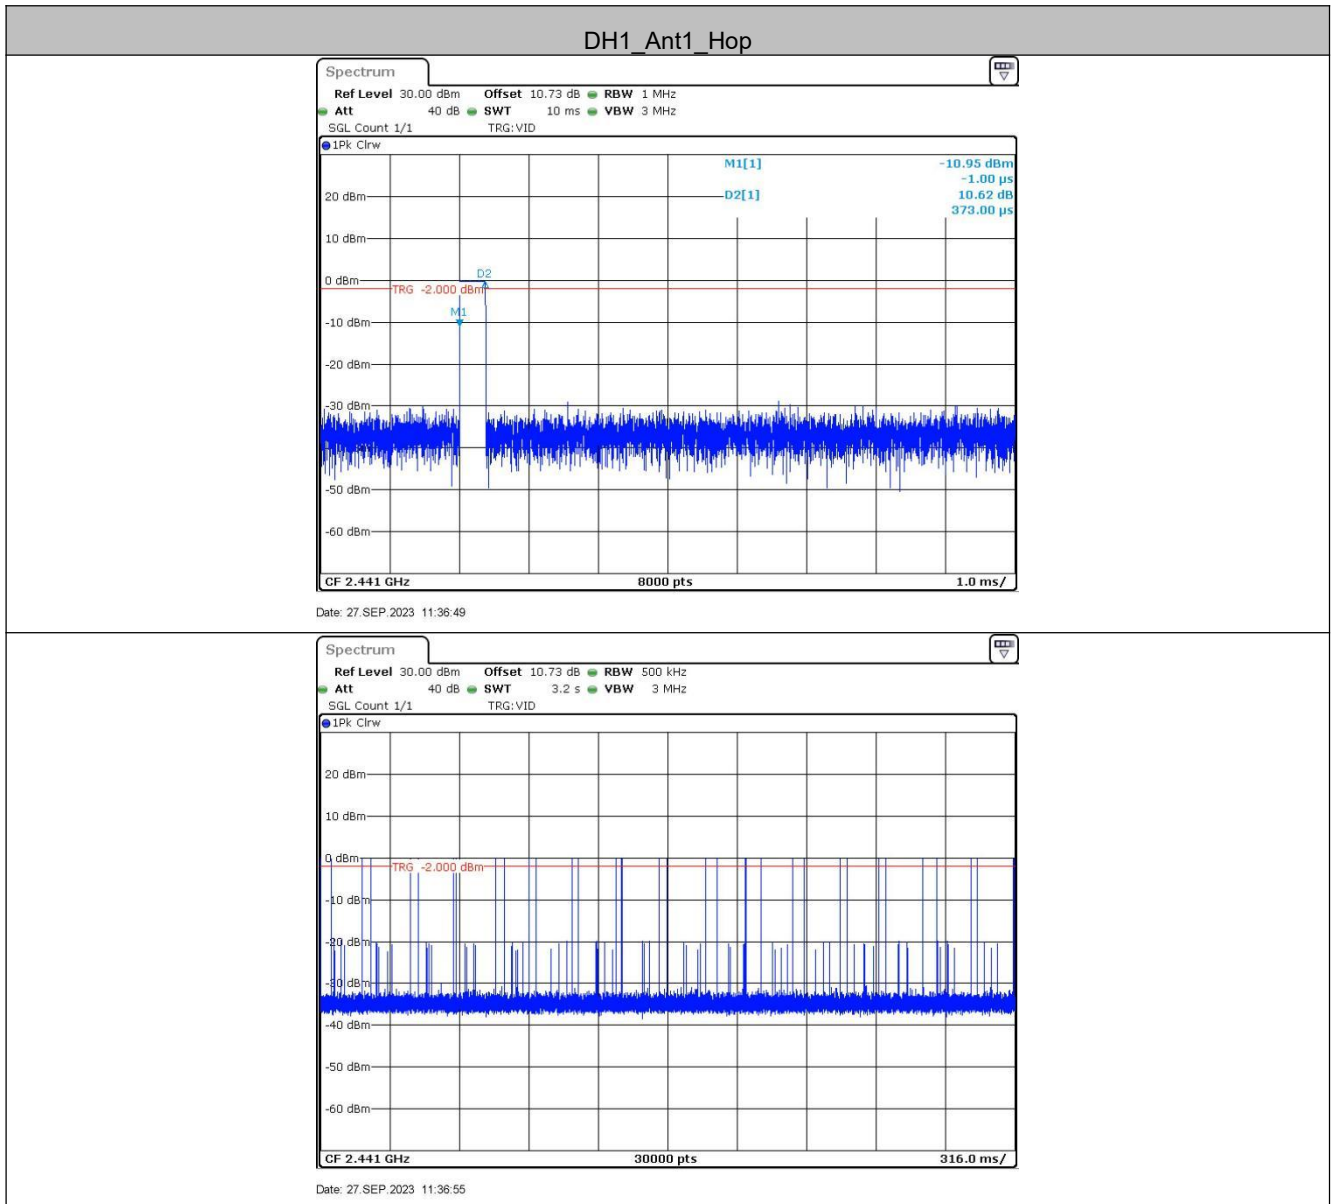 DH1_Ant1_Hop
Spectrum
Ref Level 30.00 dBm Offset 10.73 dB RBW 1 MHz
Att 40 dB SWT 10 ms VBW 3 MHz
SGL Count 1/1 TRG:VID
1Pk Clrw
M1[1] -10.95 dBm
-1.00 µs
20 dBm D2[1] 10.62 dB
373.00 µs
10 dBm
D2
0 dBm
TRG -2.000 dBm
M1
-10 dBm
-20 dBm
-30 dBm
-50 dBm
-60 dBm
CF 2.441 GHz 8000 pts 1.0 ms/
Date: 27.SEP.2023 11:36:49
Spectrum
Ref Level 30.00 dBm Offset 10.73 dB RBW 500 kHz
Att 40 dB SWT 3.2 s VBW 3 MHz
SGL Count 1/1 TRG:VID
1Pk Clrw
20 dBm
10 dBm
0 dBm
TRG -2.000 dBm
-10 dBm
-20 dBm
-30 dBm
-40 dBm
-50 dBm
-60 dBm
CF 2.441 GHz 30000 pts 316.0 ms/
Date: 27.SEP.2023 11:36:55